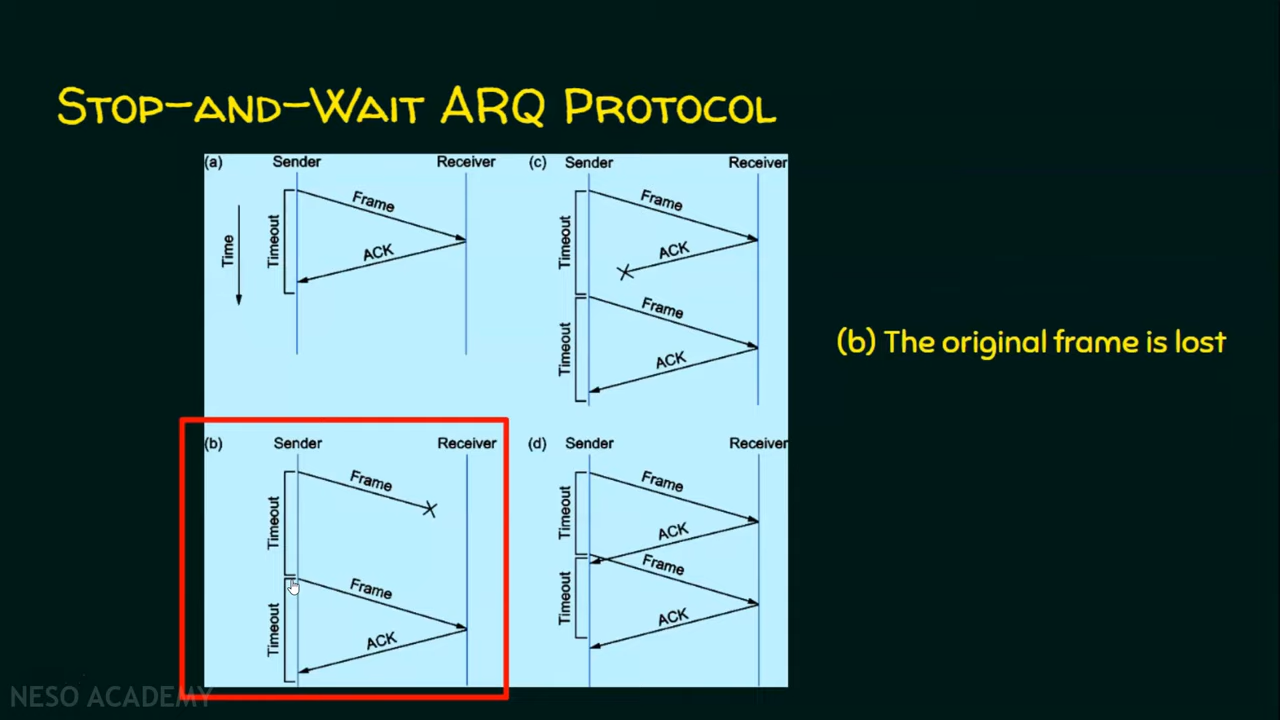 STOP-AND-WAIT ARQ PROTOCOL
(a) Sender Receiver
Time
Timeout
Frame
ACK
(c) Sender Receiver
Timeout
Frame
ACK
Timeout
Frame
ACK
(b) The original frame is lost
(b) Sender Receiver
Timeout
Frame
Timeout
Frame
ACK
(d) Sender Receiver
Timeout
Frame
ACK
Timeout
Frame
ACK
NESO ACADEMY